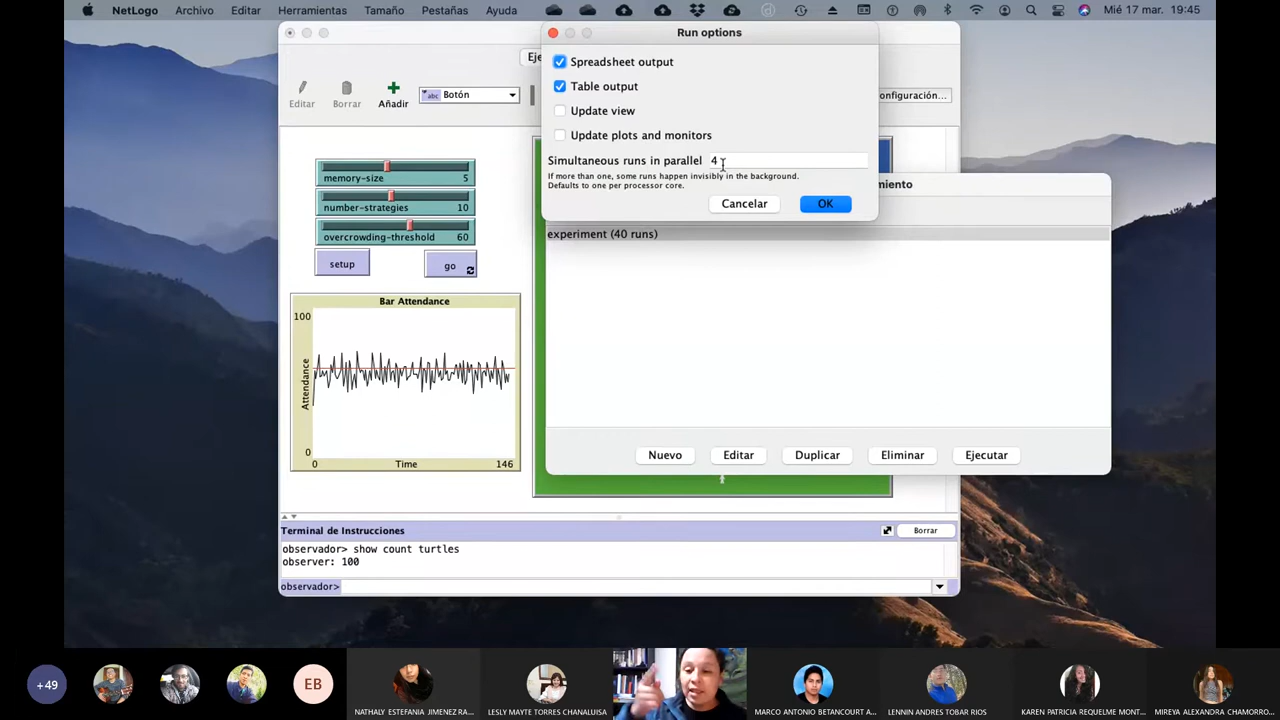 NetLogo Archivo Editar Herramientas Tamaño Pestañas Ayuda Mié 17 mar. 19:45
Run options
Eje
Spreadsheet output
Table output
Update view
Update plots and monitors
Simultaneous runs in parallel 4
If more than one, some runs happen invisibly in the background.
Defaults to one per processor core.
Cancelar OK
Editar Borrar Añadir
abc Botón
onfiguración...
miento
experiment (40 runs)
memory-size 5
number-strategies 10
overcrowding-threshold 60
setup go
Bar Attendance
100
Attendance
0
0 Time 146
Nuevo Editar Duplicar Eliminar Ejecutar
Terminal de Instrucciones Borrar
observador> show count turtles
observer: 100
observador>
+49
EB
NATHALY ESTEFANIA JIMENEZ RA...
LESLY MAYTE TORRES CHANALUISA
MARCO ANTONIO BETANCOURT A...
LENNIN ANDRES TOBAR RIOS
KAREN PATRICIA REQUELME MONT...
MIREYA ALEXANDRA CHAMORRO...